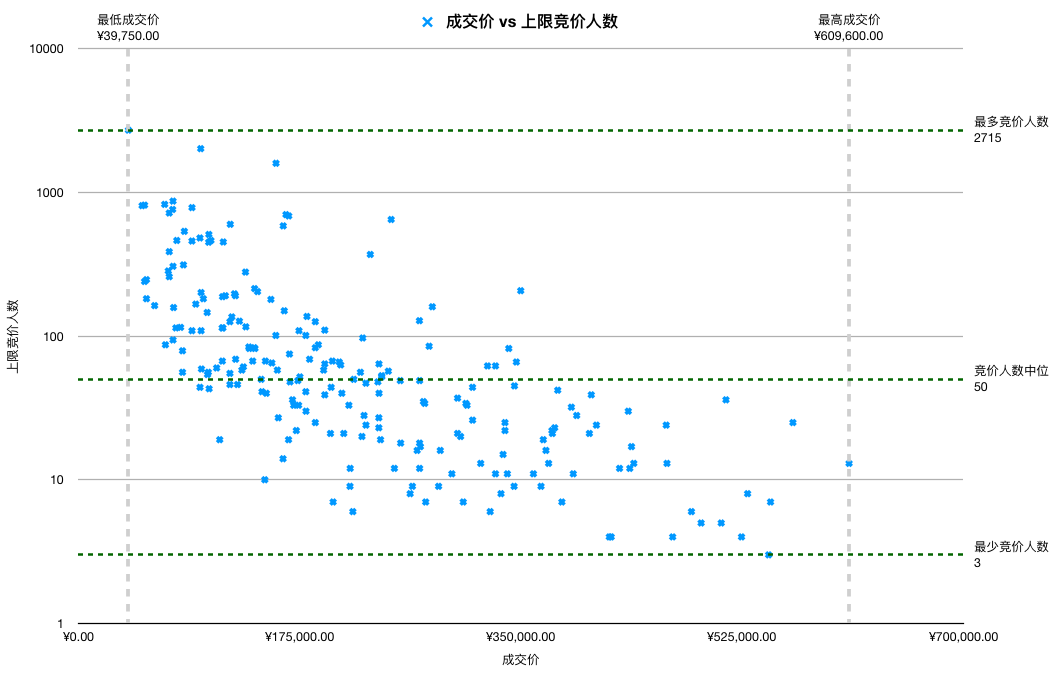 最低成交价
¥39,750.00
× 成交价 vs 上限竞价人数
最高成交价
¥609,600.00
10000
1000
100
10
1
上限竞价人数
最多竞价人数
2715
竞价人数中位
50
最少竞价人数
3
¥0.00
¥175,000.00
¥350,000.00
¥525,000.00
¥700,000.00
成交价